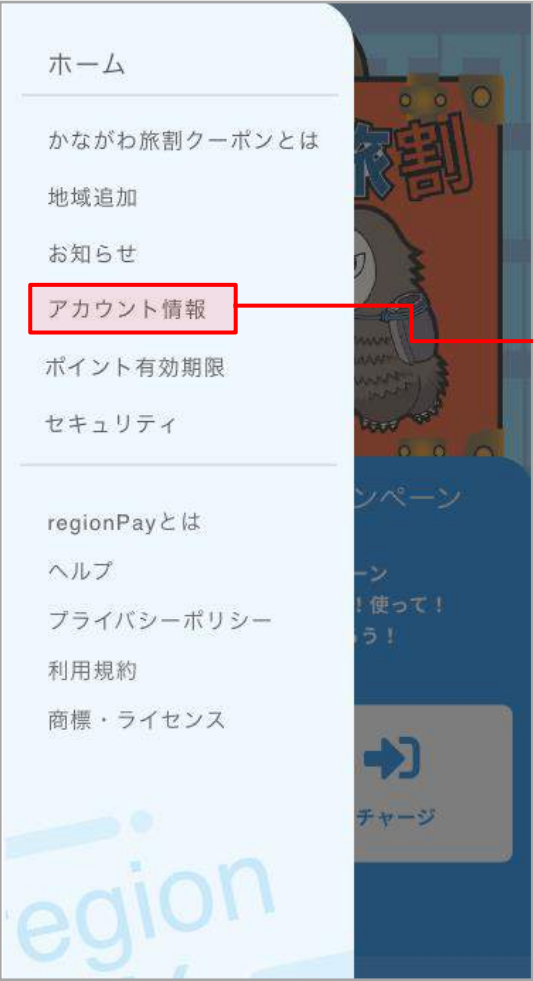 ホーム
かながわ旅割クーポンとは
地域追加
お知らせ
アカウント情報
ポイント有効期限
セキュリティ
regionPayとは
ヘルプ
プライバシーポリシー
利用規約
商標・ライセンス
旅割
ンペーン
ーン
！使って！
う！
チャージ
region